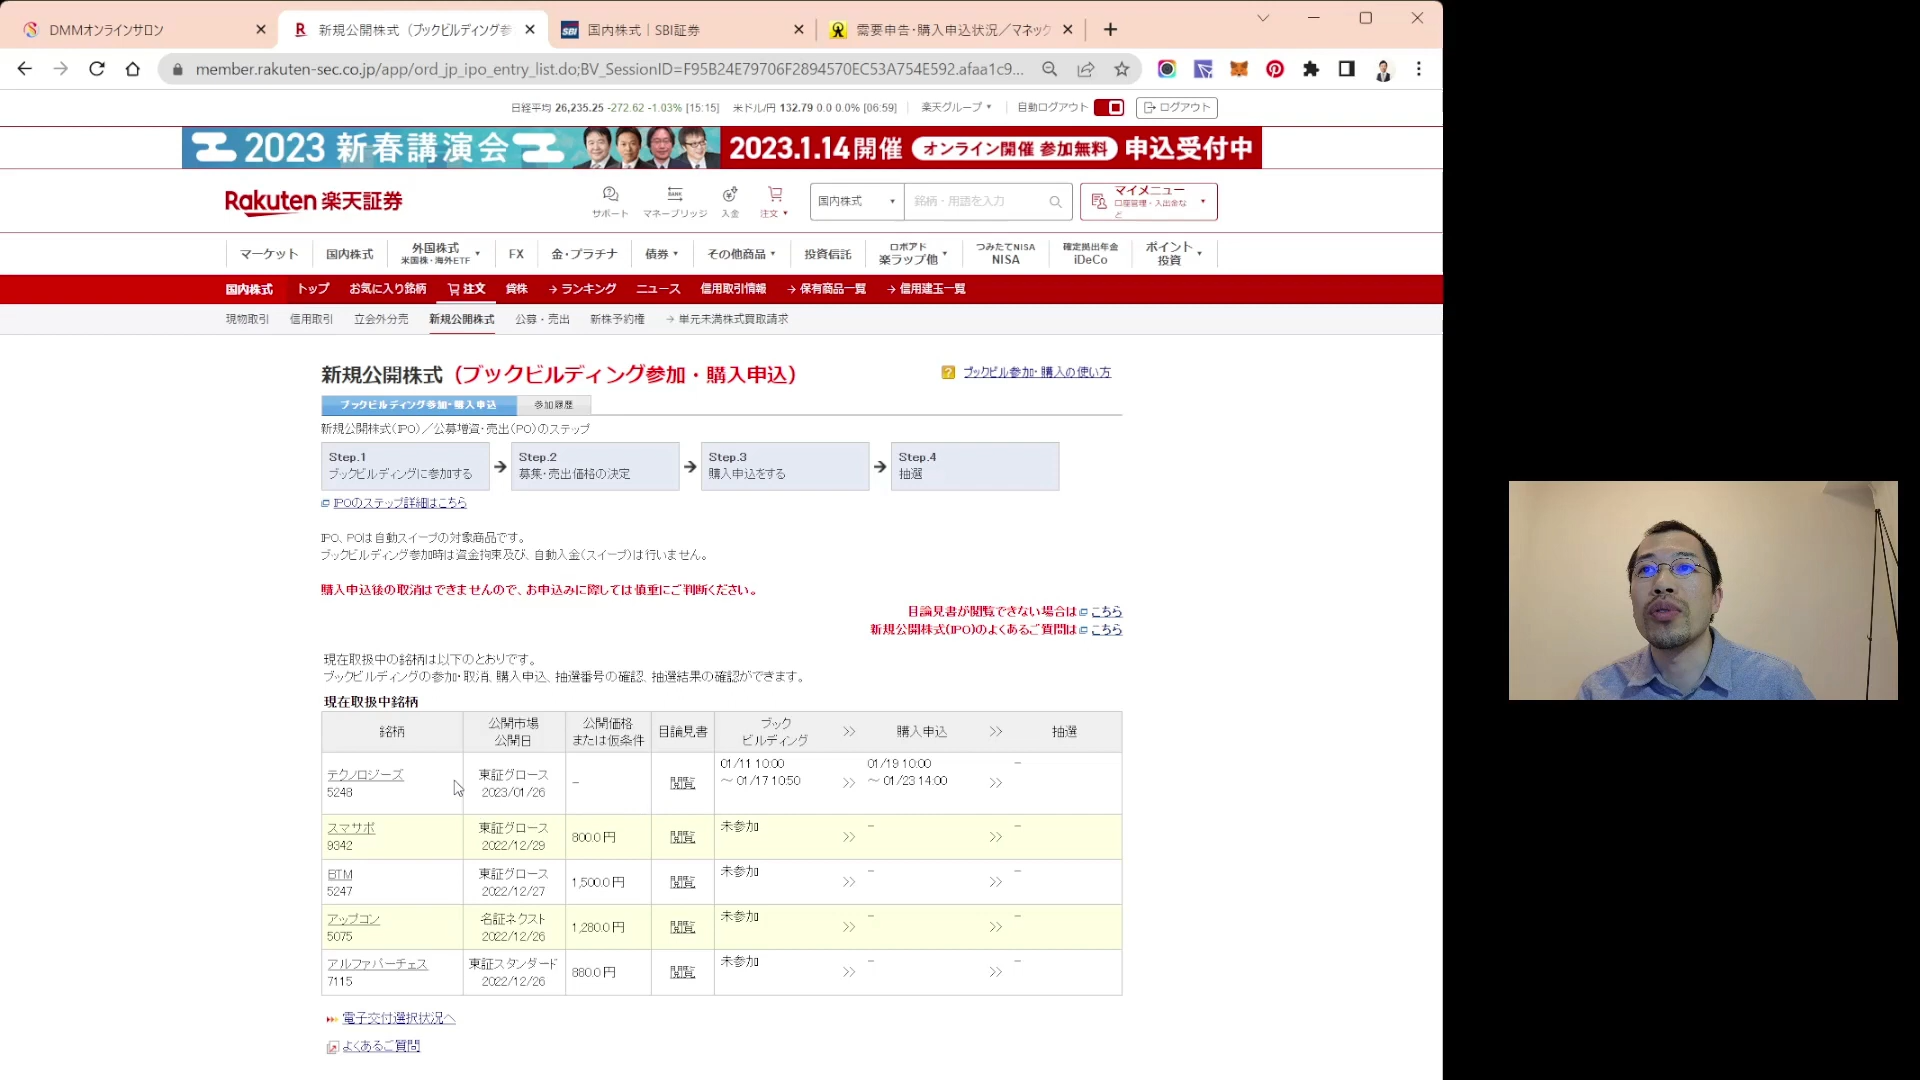 DMMオンラインサロン
新規公開株式（ブックビルディング参
国内株式｜SBI証券
需要申告・購入申込状況／マネック
member.rakuten-sec.co.jp/app/ord_jp_ipo_entry_list.do;BV_SessionID=F95B24E79706F2894570EC53A754E592.afaa1c9...
日経平均 26,235.25 -272.62 -1.03% [15:15] 米ドル/円 132.79 0.0 0.0% [06:59] 楽天グループ 自動ログアウト ログアウト
2023 新春講演会 2023.1.14開催 オンライン開催 参加無料 申込受付中
Rakuten 楽天証券
サポート マネーブリッジ 入金 注文
国内株式 銘柄・用語を入力
マイメニュー
口座管理・入出金など
マーケット 国内株式 外国株式 米国株・海外ETF FX 金・プラチナ 債券 その他商品 投資信託 ロボアド 楽ラップ他 つみたてNISA NISA 確定拠出年金 iDeCo ポイント投資
国内株式 トップ お気に入り銘柄 注文 貸株 ランキング ニュース 信用取引情報 保有商品一覧 信用建玉一覧
現物取引 信用取引 立会外分売 新規公開株式 公募・売出 新株予約権 単元未満株式買取請求
新規公開株式（ブックビルディング参加・購入申込）
ブックビル参加・購入の使い方
ブックビルディング参加・購入申込 参加履歴
新規公開株式(IPO)／公募増資・売出(PO)のステップ
Step.1
ブックビルディングに参加する
Step.2
募集・売出価格の決定
Step.3
購入申込をする
Step.4
抽選
IPOのステップ詳細はこちら
IPO、POは自動スイープの対象商品です。
ブックビルディング参加時は資金拘束及び、自動入金(スイープ)は行いません。
購入申込後の取消はできませんので、お申込みに際しては慎重にご判断ください。
目論見書が閲覧できない場合は こちら
新規公開株式(IPO)のよくあるご質問は こちら
現在取扱中の銘柄は以下のとおりです。
ブックビルディングの参加・取消、購入申込、抽選番号の確認、抽選結果の確認ができます。
現在取扱中銘柄
銘柄 公開市場 公開日 公開価格 または仮条件 目論見書 ブック ビルディング >> 購入申込 >> 抽選
テクノロジーズ 5248 東証グロース 2023/01/26 - 閲覧 01/11 10:00 ～ 01/17 10:50 >> 01/19 10:00 ～ 01/23 14:00 >> -
スマサポ 9342 東証グロース 2022/12/29 800.0 円 閲覧 未参加 >> - >> -
BTM 5247 東証グロース 2022/12/27 1,500.0 円 閲覧 未参加 >> - >> -
アップコン 5075 名証ネクスト 2022/12/26 1,280.0 円 閲覧 未参加 >> - >> -
アルファパーチェス 7115 東証スタンダード 2022/12/26 880.0 円 閲覧 未参加 >> - >> -
電子交付選択状況へ
よくあるご質問